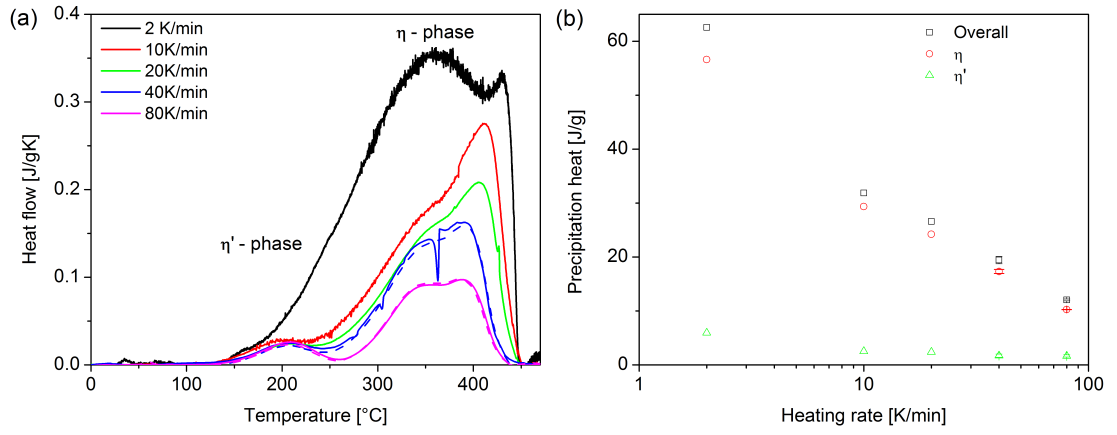 (a)
0.4
0.3
0.2
0.1
0.0
Heat flow [J/gK]
2 K/min
10K/min
20K/min
40K/min
80K/min
η - phase
η' - phase
0
100
200
300
400
Temperature [°C]
(b)
60
40
20
0
Precipitation heat [J/g]
Overall
η
η'
1
10
100
Heating rate [K/min]